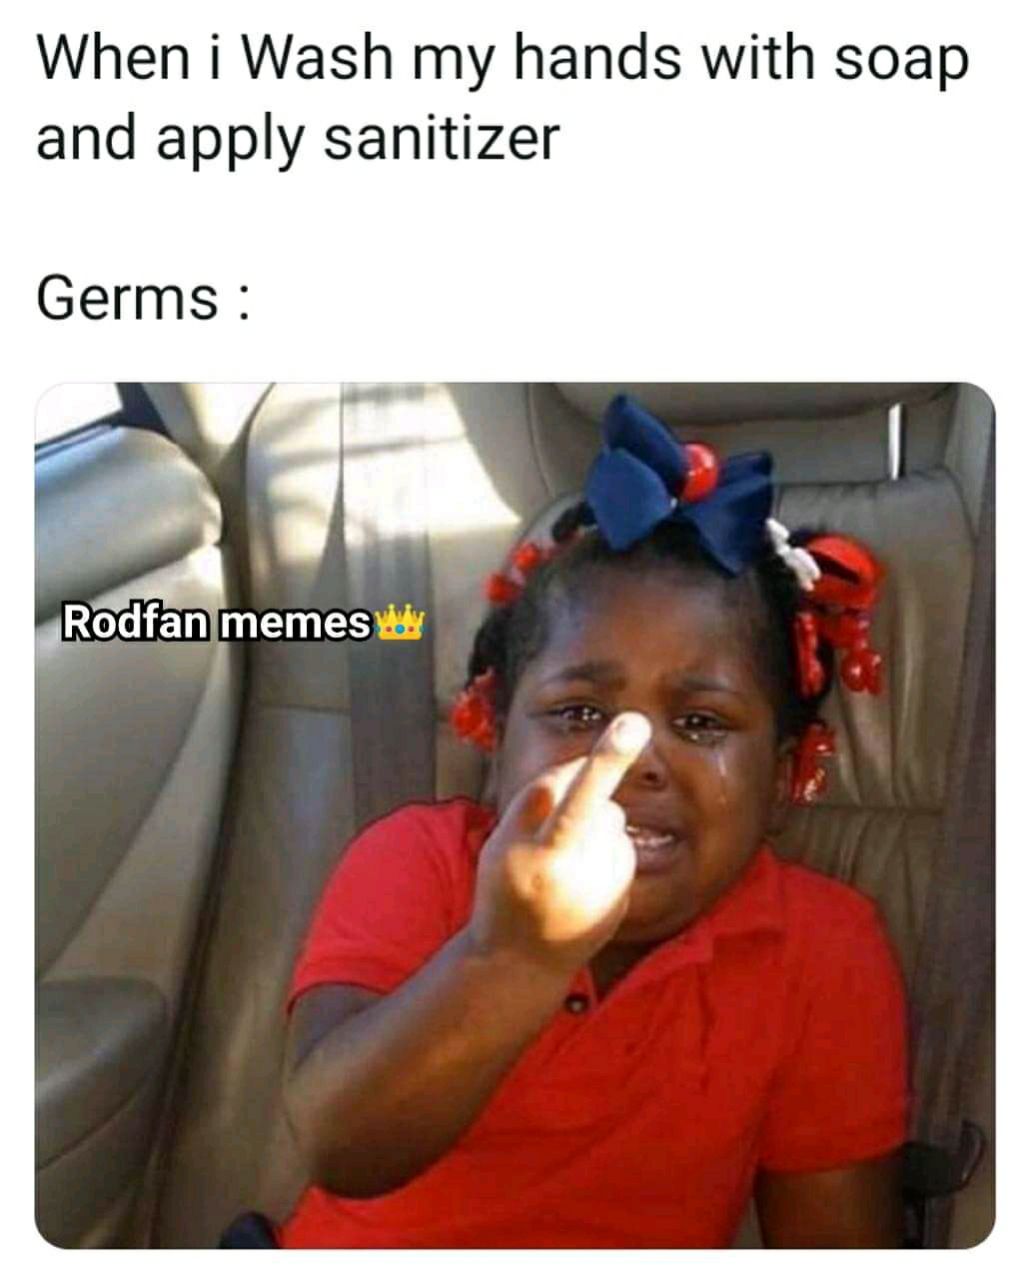 When i Wash my hands with soap
and apply sanitizer
Germs :
Rodfan memes👑